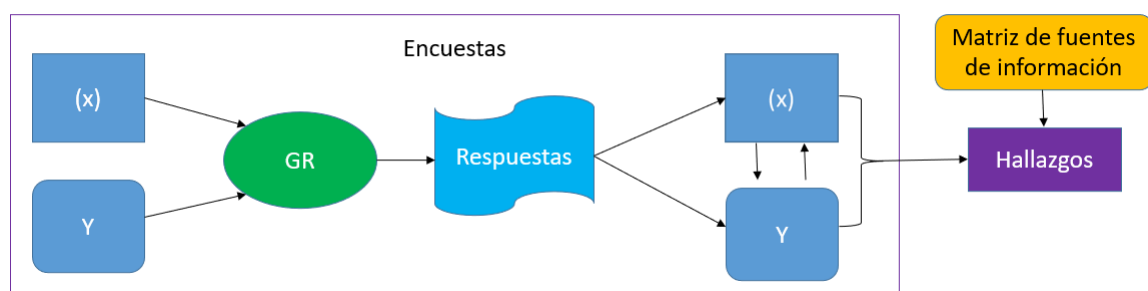 Encuestas
(x)
Y
GR
Respuestas
(x)
Y
Matriz de fuentes
de información
Hallazgos